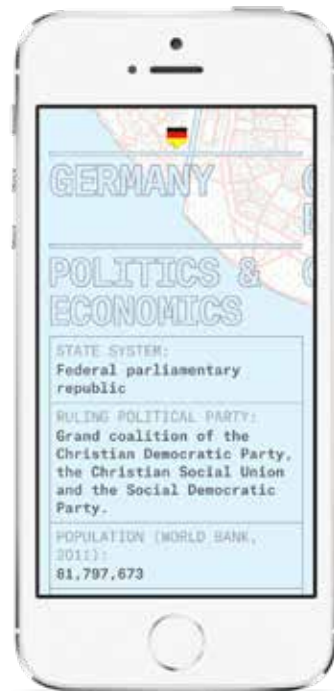 GERMANY
POLITICS &
ECONOMICS
STATE SYSTEM:
Federal parliamentary
republic
RULING POLITICAL PARTY:
Grand coalition of the
Christian Democratic Party,
the Christian Social Union
and the Social Democratic
Party.
POPULATION (WORLD BANK,
2011):
81,797,673